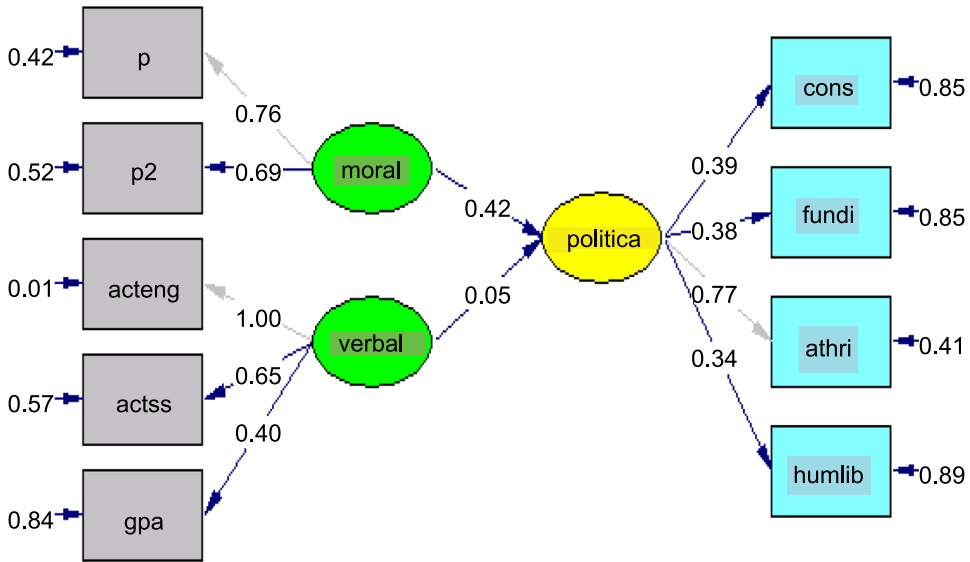 0.42
p
0.76
0.52
p2
0.69
moral
0.42
0.01
acteng
1.00
verbal
0.05
0.57
actss
0.65
0.40
0.84
gpa
politica
0.39
cons
0.85
0.38
fundi
0.85
0.77
athri
0.41
0.34
humlib
0.89